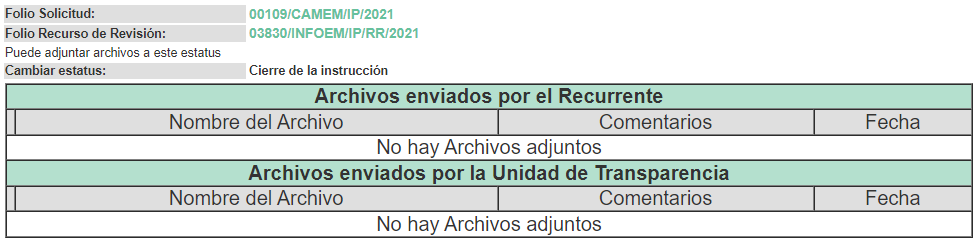 Folio Solicitud: 00109/CAMEM/IP/2021
Folio Recurso de Revisión: 03830/INFOEM/IP/RR/2021
Puede adjuntar archivos a este estatus
Cambiar estatus: Cierre de la instrucción
Archivos enviados por el Recurrente
Nombre del Archivo Comentarios Fecha
No hay Archivos adjuntos
Archivos enviados por la Unidad de Transparencia
Nombre del Archivo Comentarios Fecha
No hay Archivos adjuntos